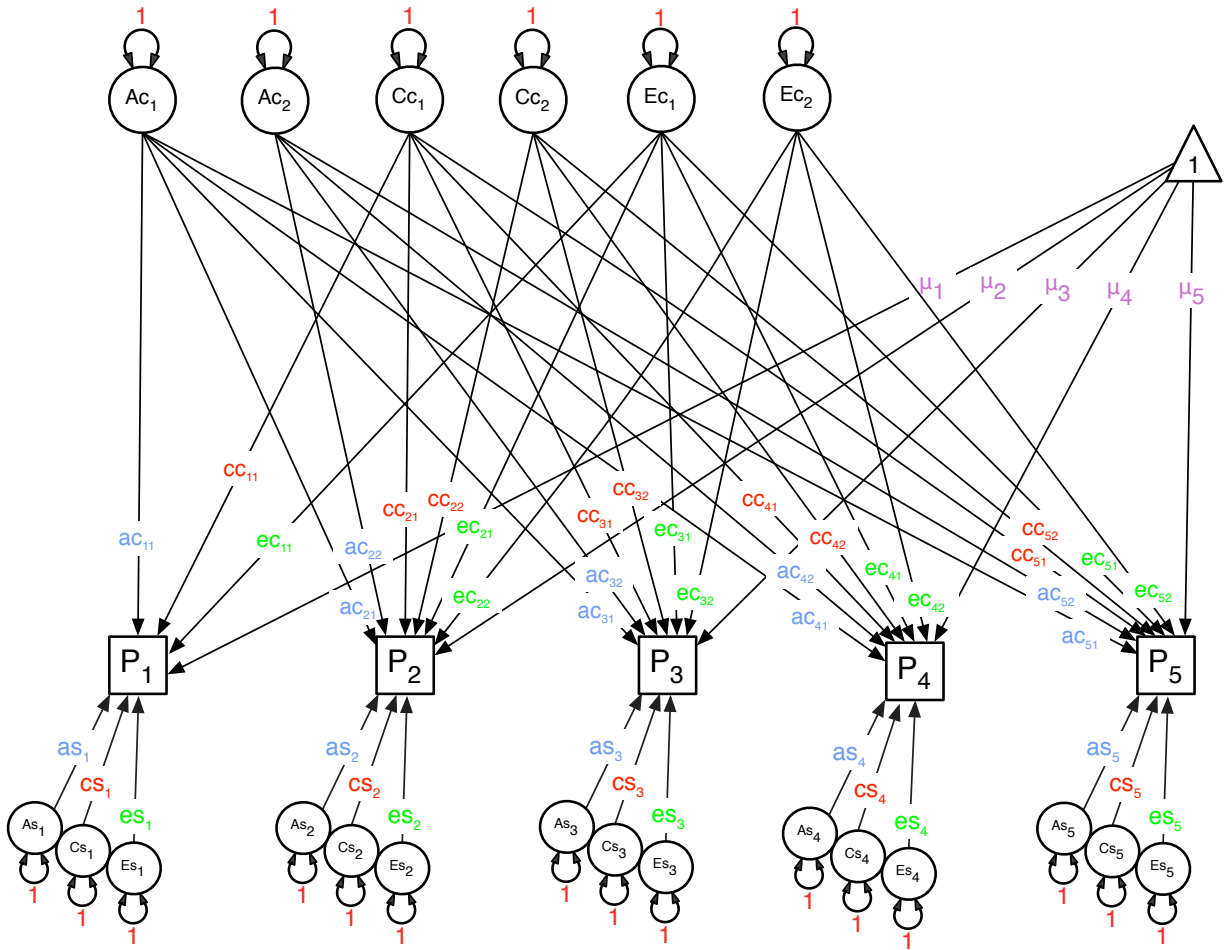 1 1 1 1 1 1
Ac₁ Ac₂ Cc₁ Cc₂ Ec₁ Ec₂
1
μ₁ μ₂ μ₃ μ₄ μ₅
cc₁₁ cc₂₁ cc₂₂ cc₃₁ cc₃₂ cc₄₁ cc₄₂ cc₅₂
cc₅₁
ac₁₁ ec₁₁ ac₂₂ ec₂₁ ec₃₁ ec₅₁
ac₂₁ ec₂₂ ac₃₂ ec₃₂ ac₄₂ ec₄₁ ec₄₂ ac₅₂ ec₅₂
ac₃₁ ac₄₁ ac₅₁
P₁ P₂ P₃ P₄ P₅
as₁ as₂ as₃ as₄ as₅
cs₁ cs₂ cs₃ cs₄ cs₅
es₁ es₂ es₃ es₄ es₅
As₁ As₂ As₃ As₄ As₅
Cs₁ Cs₂ Cs₃ Cs₄ Cs₅
Es₁ Es₂ Es₃ Es₄ Es₅
1 1 1 1 1
1 1 1 1 1
1 1 1 1 1